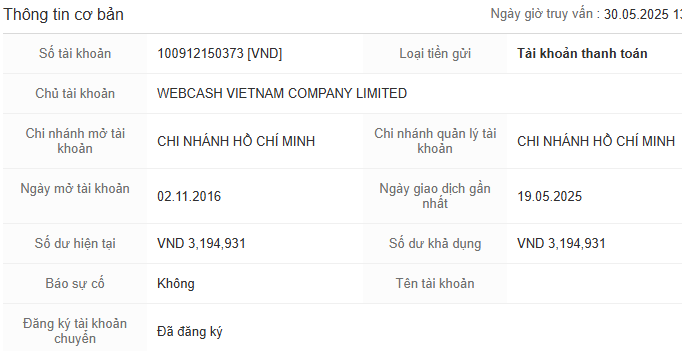 Thông tin cơ bản
Ngày giờ truy vấn : 30.05.2025 13
Số tài khoản
100912150373 [VND]
Loại tiền gửi
Tài khoản thanh toán
Chủ tài khoản
WEBCASH VIETNAM COMPANY LIMITED
Chi nhánh mở tài
khoản
CHI NHÁNH HỒ CHÍ MINH
Chi nhánh quản lý tài
khoản
CHI NHÁNH HỒ CHÍ MINH
Ngày mở tài khoản
02.11.2016
Ngày giao dịch gần
nhất
19.05.2025
Số dư hiện tại
VND 3,194,931
Số dư khả dụng
VND 3,194,931
Báo sự cố
Không
Tên tài khoản
Đăng ký tài khoản
chuyển
Đã đăng ký